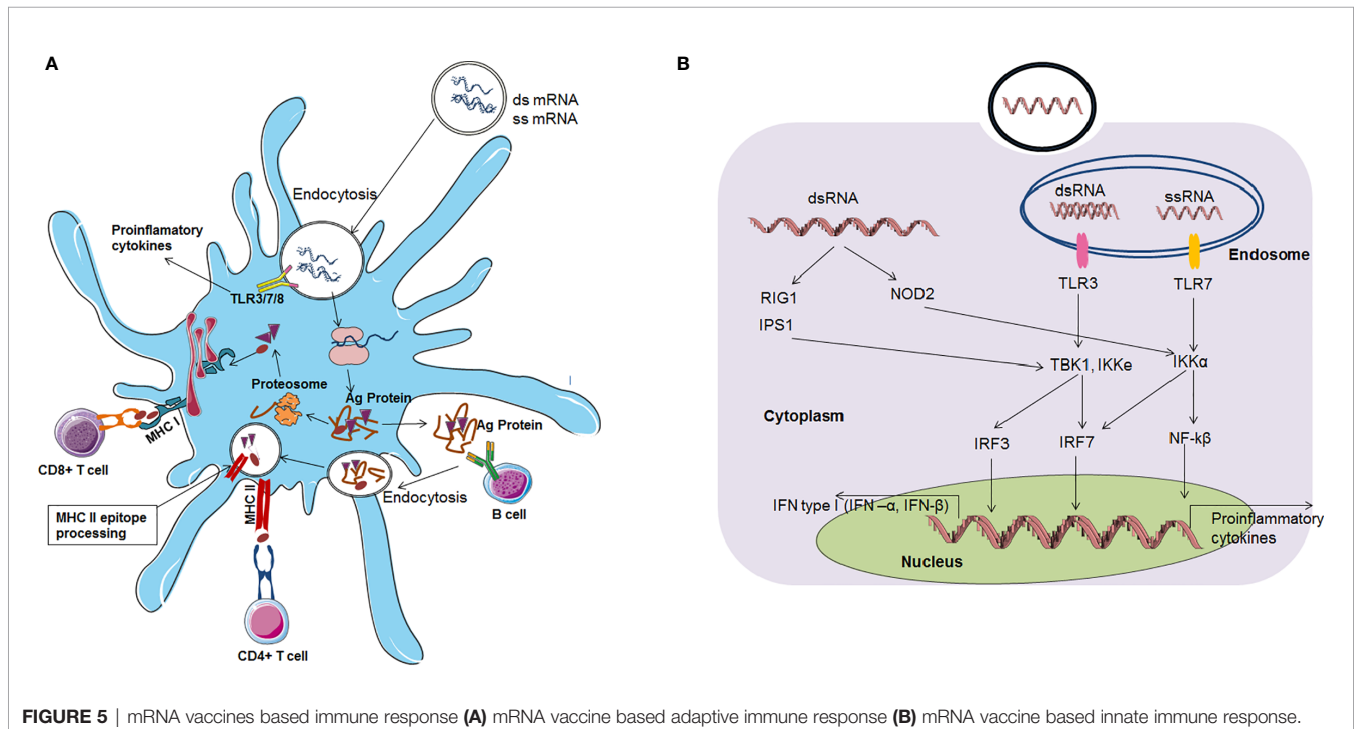 A
ds mRNA
ss mRNA
Endocytosis
Proinflamatory
cytokines
TLR3/7/8
Proteosome
Ag Protein
Ag Protein
MHC I
CD8+ T cell
Endocytosis
B cell
MHC II
MHC II epitope
processing
CD4+ T cell
B
dsRNA
dsRNA
ssRNA
Endosome
RIG1
IPS1
NOD2
TLR3
TLR7
TBK1, IKKe
IKKα
Cytoplasm
IRF3
IRF7
NF-kβ
IFN type I (IFN –α, IFN-β)
Proinflammatory
cytokines
Nucleus
FIGURE 5 | mRNA vaccines based immune response (A) mRNA vaccine based adaptive immune response (B) mRNA vaccine based innate immune response.